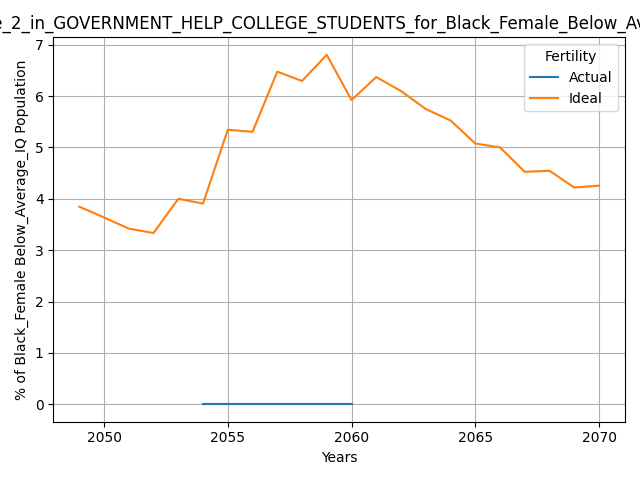 e_2_in_GOVERNMENT_HELP_COLLEGE_STUDENTS_for_Black_Female_Below_Av
7
6
5
4
3
2
1
0
% of Black_Female Below_Average_IQ Population
Fertility
Actual
Ideal
2050 2055 2060 2065 2070
Years